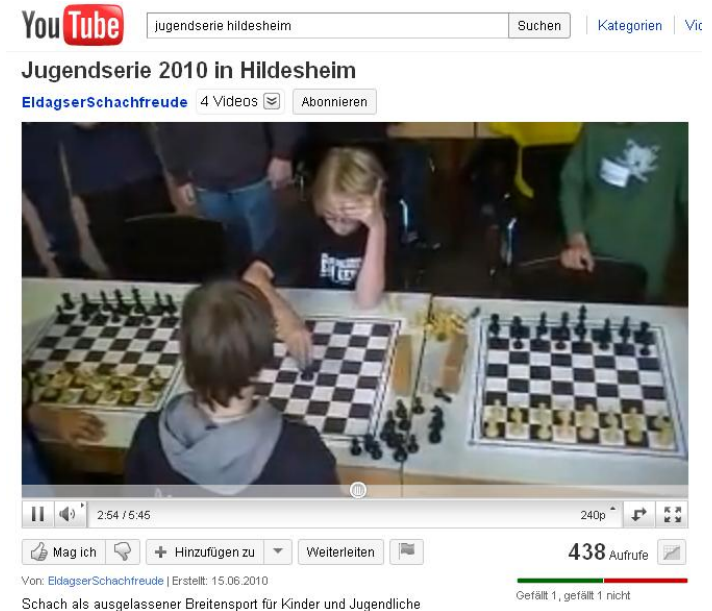 You Tube jugendserie hildesheim Suchen Kategorien
Jugendserie 2010 in Hildesheim
EldagserSchachfreude 4 Videos Abonnieren
2:54 / 5:45 240p
Mag ich Hinzufügen zu Weiterleiten 438 Aufrufe
Von: EldagserSchachfreude | Erstellt: 15.06.2010
Gefällt 1, gefällt 1 nicht
Schach als ausgelassener Breitensport für Kinder und Jugendliche